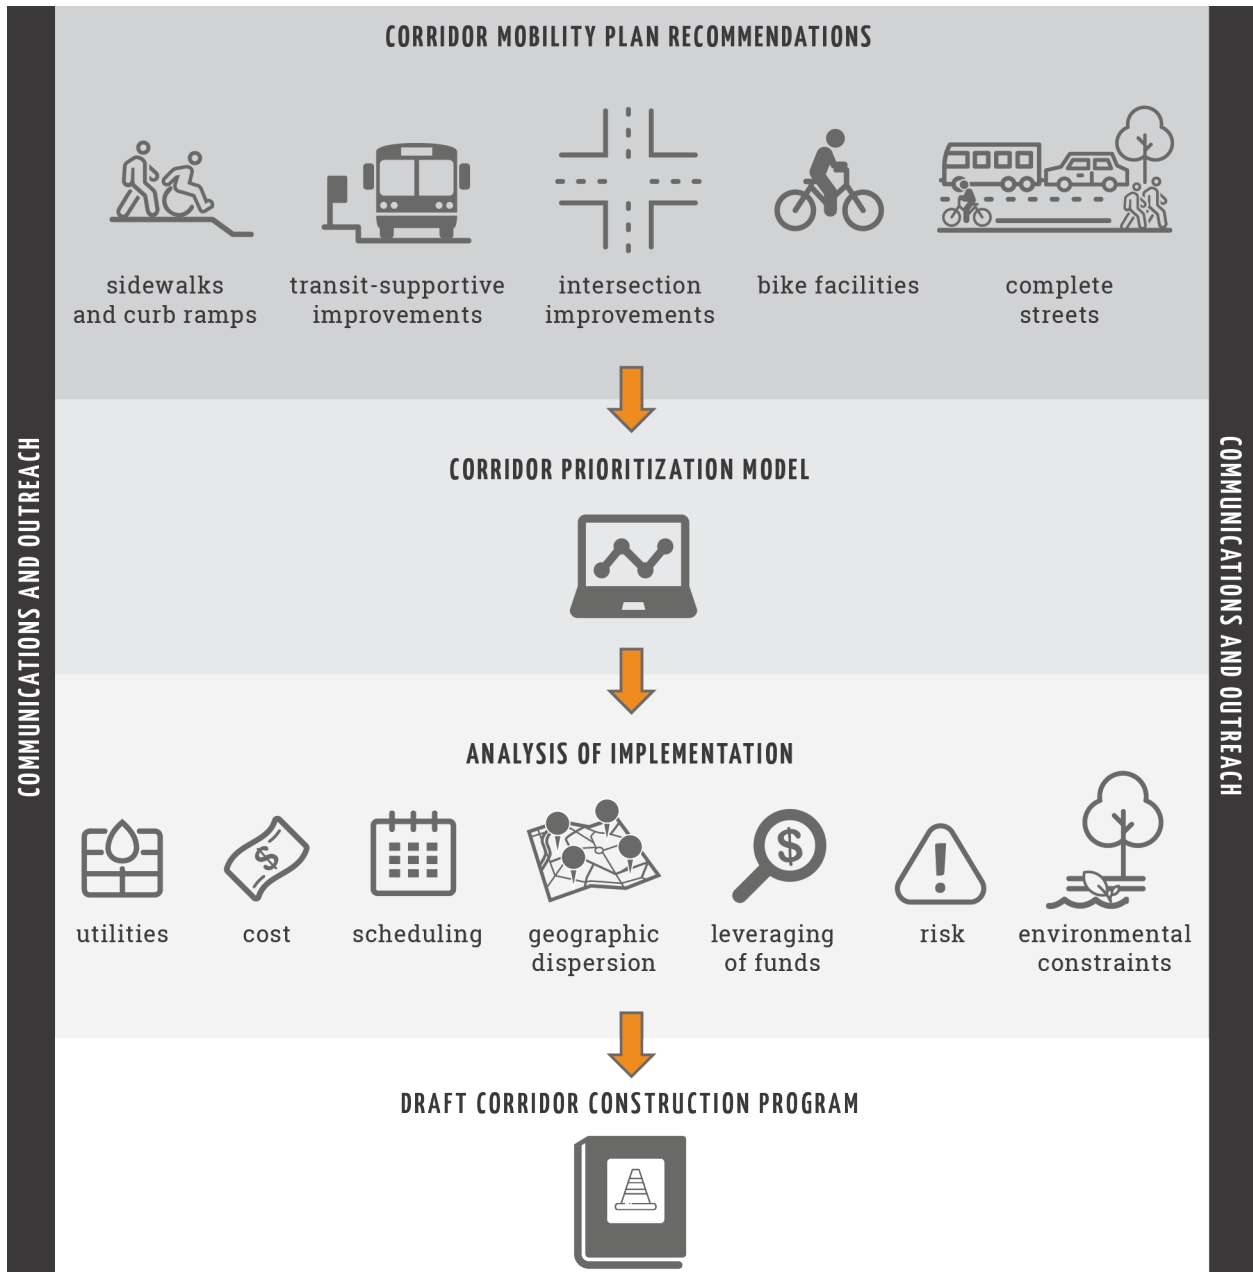 CORRIDOR MOBILITY PLAN RECOMMENDATIONS
sidewalks
and curb ramps
transit-supportive
improvements
intersection
improvements
bike facilities
complete
streets
COMMUNICATIONS AND OUTREACH
COMMUNICATIONS AND OUTREACH
CORRIDOR PRIORITIZATION MODEL
ANALYSIS OF IMPLEMENTATION
$
$
!
utilities
cost
scheduling
geographic
dispersion
leveraging
of funds
risk
environmental
constraints
DRAFT CORRIDOR CONSTRUCTION PROGRAM